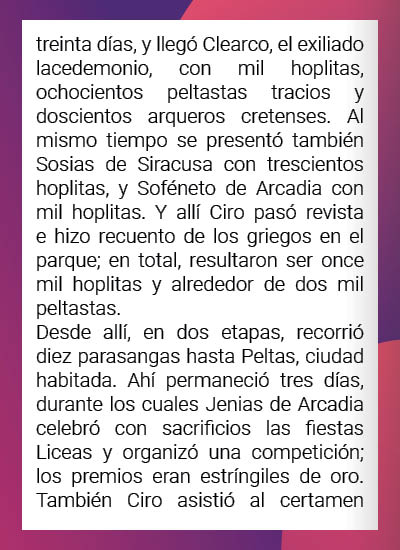 treinta días, y llegó Clearco, el exiliado
lacedemonio, con mil hoplitas,
ochocientos peltastas tracios y
doscientos arqueros cretenses. Al
mismo tiempo se presentó también
Sosias de Siracusa con trescientos
hoplitas, y Soféneto de Arcadia con
mil hoplitas. Y allí Ciro pasó revista
e hizo recuento de los griegos en el
parque; en total, resultaron ser once
mil hoplitas y alrededor de dos mil
peltastas.
Desde allí, en dos etapas, recorrió
diez parasangas hasta Peltas, ciudad
habitada. Ahí permaneció tres días,
durante los cuales Jenias de Arcadia
celebró con sacrificios las fiestas
Liceas y organizó una competición;
los premios eran estríngiles de oro.
También Ciro asistió al certamen